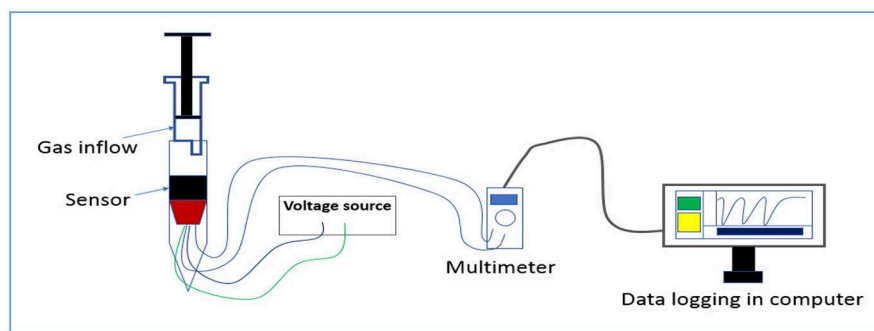 Gas inflow
Sensor
Voltage source
Multimeter
Data logging in computer